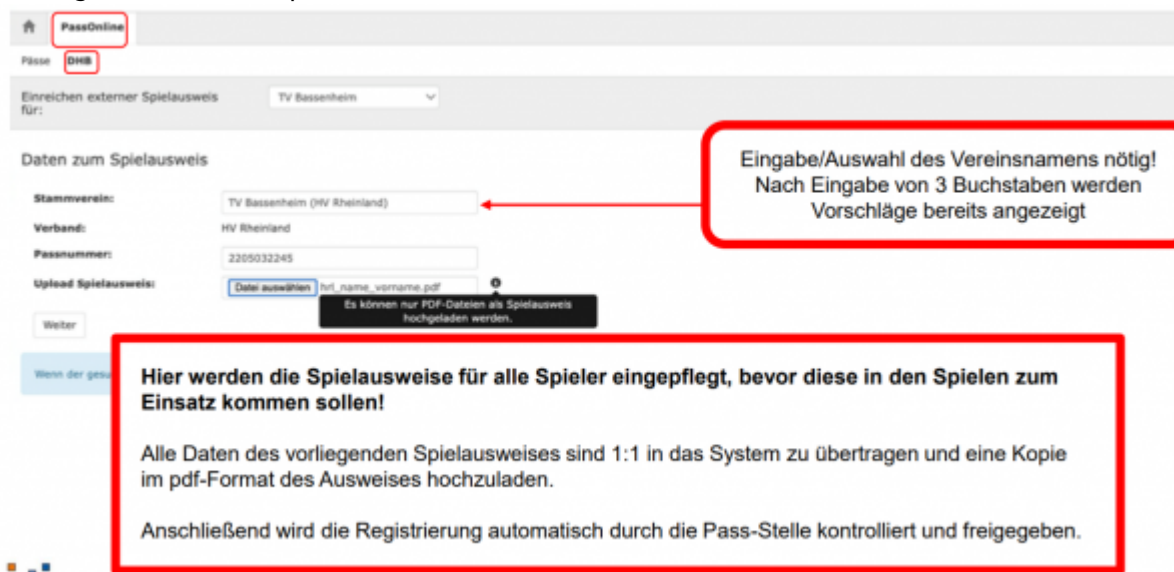 PassOnline
Pässe DHB
Einreichen externer Spielausweis
für:
TV Bassenheim
Eingabe/Auswahl des Vereinsnamens nötig!
Nach Eingabe von 3 Buchstaben werden
Vorschläge bereits angezeigt
Daten zum Spielausweis
Stammverein: TV Bassenheim (HV Rheinland)
Verband: HV Rheinland
Passnummer: 2205032245
Upload Spielausweis: Datei auswählen hrl_name_vorname.pdf
Es können nur PDF-Dateien als Spielausweis
hochgeladen werden.
Weiter
Wenn der
Hier werden die Spielausweise für alle Spieler eingepflegt, bevor diese in den Spielen zum
Einsatz kommen sollen!
Alle Daten des vorliegenden Spielausweises sind 1:1 in das System zu übertragen und eine Kopie
im pdf-Format des Ausweises hochzuladen.
Anschließend wird die Registrierung automatisch durch die Pass-Stelle kontrolliert und freigegeben.